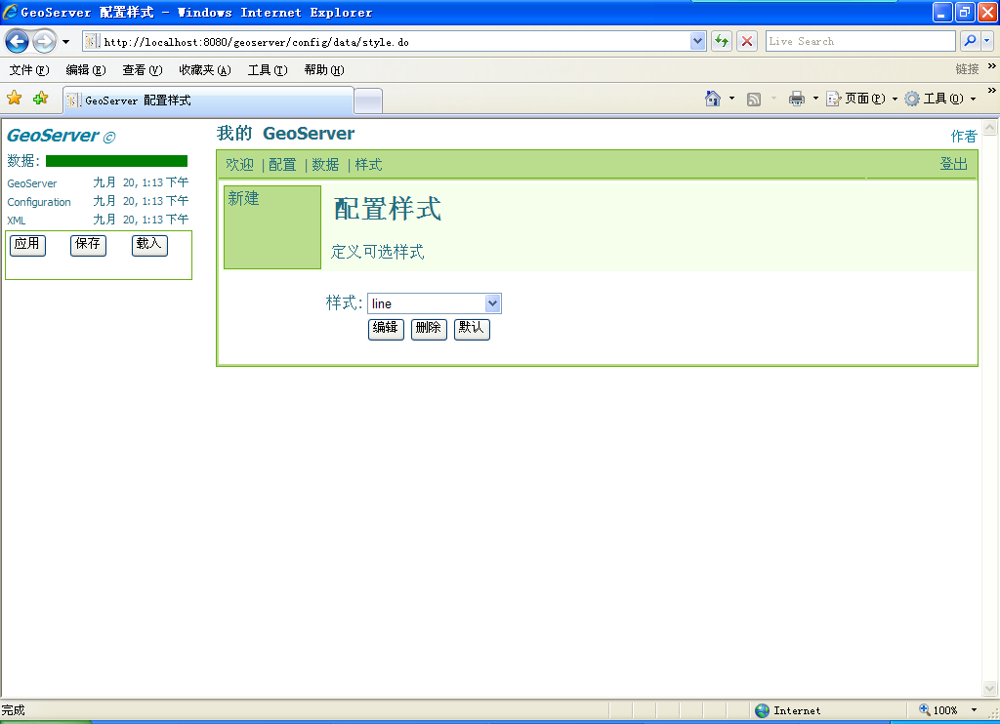 GeoServer 配置样式 - Windows Internet Explorer
http://localhost:8080/geoserver/config/data/style.do
Live Search
文件(F) 编辑(E) 查看(V) 收藏夹(A) 工具(T) 帮助(H) 链接 »
GeoServer 配置样式
页面(P) 工具(O) »
GeoServer ©
数据:
GeoServer 九月 20, 1:13 下午
Configuration 九月 20, 1:13 下午
XML 九月 20, 1:13 下午
应用 保存 载入
我的 GeoServer
作者
欢迎 | 配置 | 数据 | 样式
登出
新建
配置样式
定义可选样式
样式: line
编辑 删除 默认
完成
Internet
100%